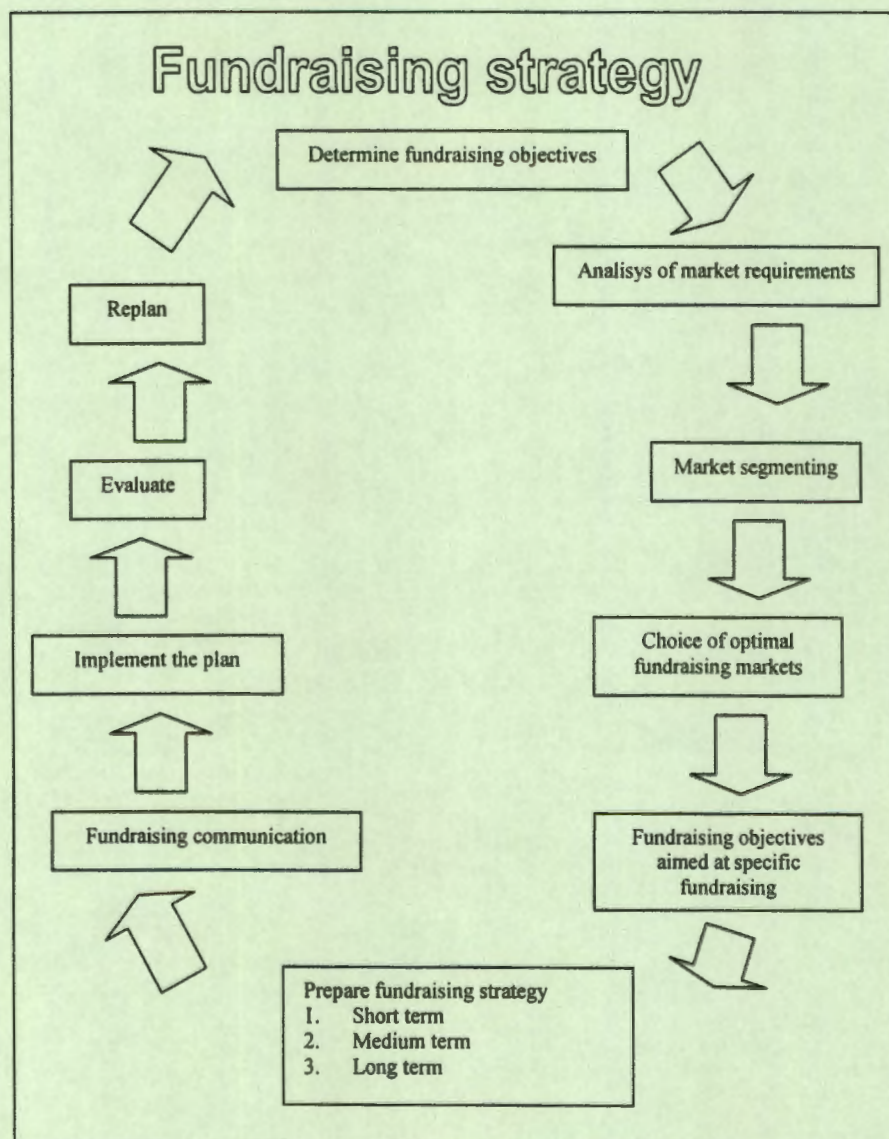 Fundraising strategy
Determine fundraising objectives
Analisys of market requirements
Market segmenting
Choice of optimal
fundraising markets
Fundraising objectives
aimed at specific
fundraising
Prepare fundraising strategy
1. Short term
2. Medium term
3. Long term
Fundraising communication
Implement the plan
Evaluate
Replan